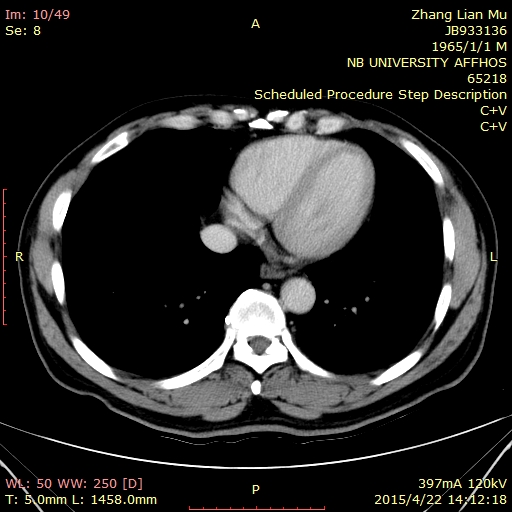 Im: 10/49
Se: 8
A
Zhang Lian Mu
JB933136
1965/1/1 M
NB UNIVERSITY AFFHOS
65218
Scheduled Procedure Step Description
C+V
C+V
R
L
WL: 50 WW: 250 [D]
T: 5.0mm L: 1458.0mm
P
397mA 120kV
2015/4/22 14:12:18